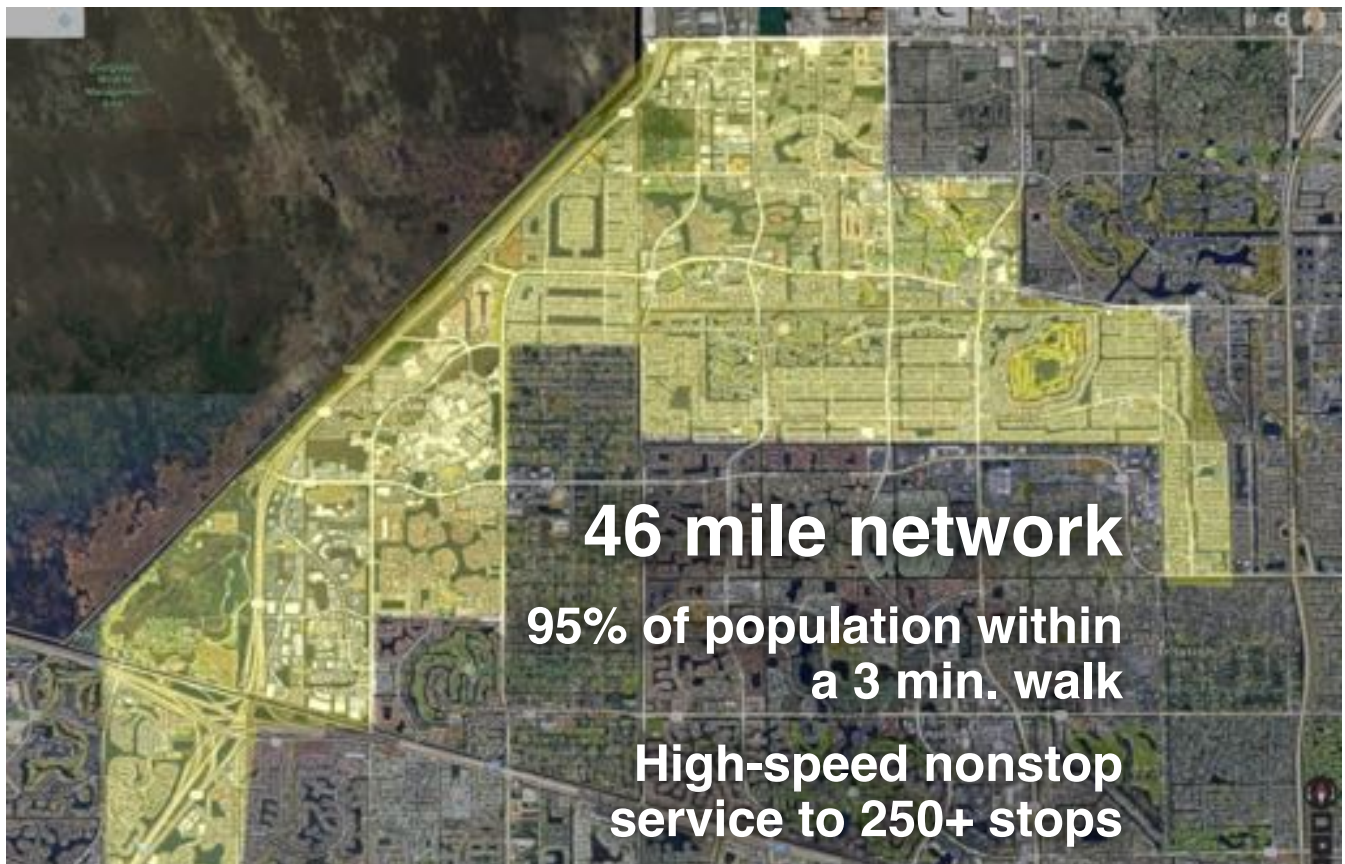 46 mile network
95% of population within
a 3 min. walk
High-speed nonstop
service to 250+ stops